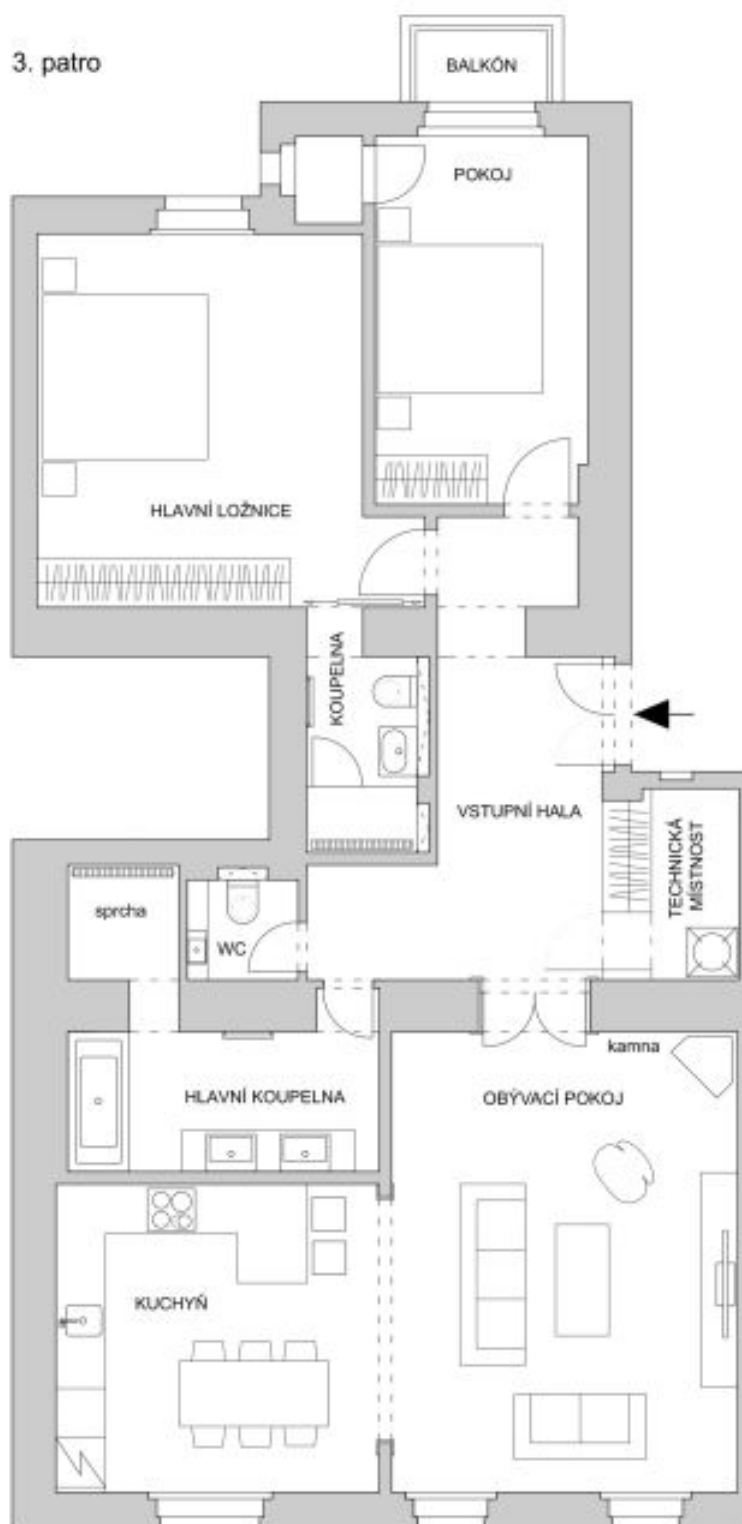 3. patro
BALKÓN
POKOJ
HLAVNÍ LOŽNICE
KOUPELNA
VSTUPNÍ HALA
TECHNICKÁ
MÍSTNOST
sprcha
WC
kamna
HLAVNÍ KOUPELNA
OBÝVACÍ POKOJ
KUCHYŇ